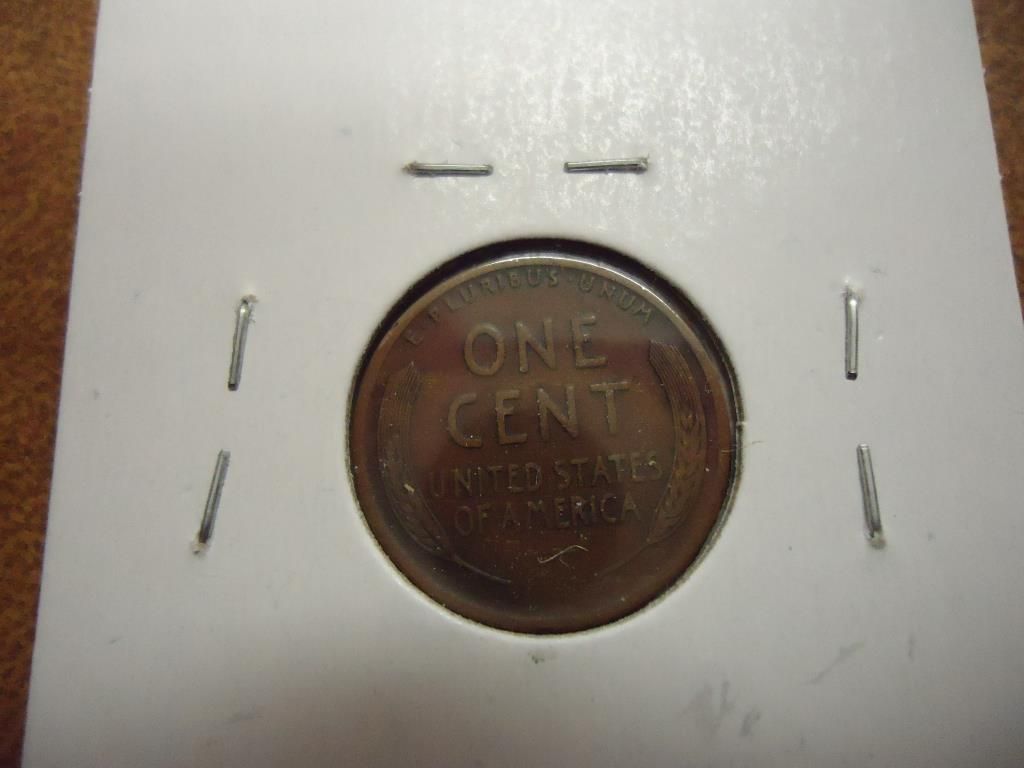 E·PLURIBUS·UNUM
ONE
CENT
UNITED STATES
OF AMERICA